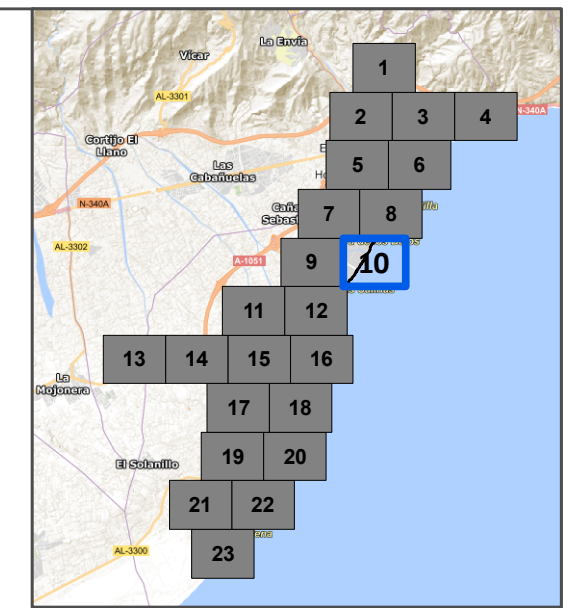 La Envía
Vícar
1
AL-3301
N-340A
2 3 4
Cortijo El
Llano
Las
Cabañuelas
5 6
N-340A
7 8
AL-3302
A-1051
9 10
11 12
13 14 15 16
La
Mojonera
17 18
El Solanillo
19 20
21 22
AL-3300
23